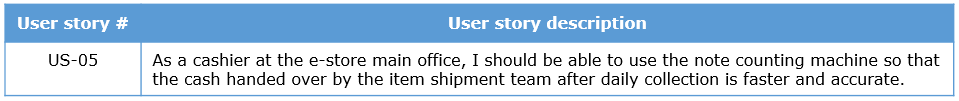 User story # User story description
US-05 As a cashier at the e-store main office, I should be able to use the note counting machine so that
the cash handed over by the item shipment team after daily collection is faster and accurate.